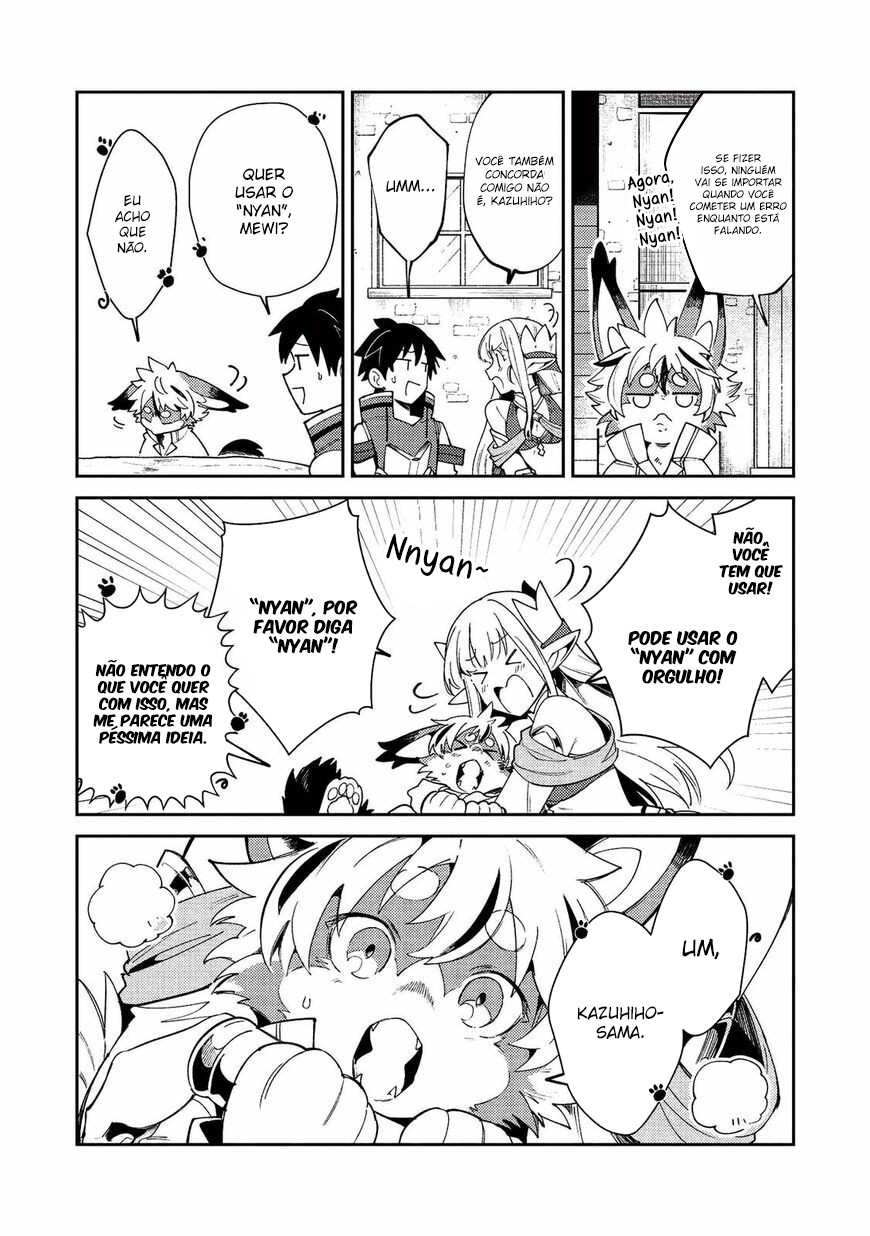 SE FIZER
ISSO, NINGUÉM
VAI SE IMPORTAR
QUANDO VOCÊ
COMETER UM ERRO
ENQUANTO ESTÁ
FALANDO.
Agora,
Nyan!
Nyan!
Nyan!
VOCÊ TAMBÉM
CONCORDA
COMIGO NÃO
É, KAZUHIHO?
UMM...
QUER
USAR O
"NYAN",
MEWI?
EU
ACHO
QUE
NÃO.
NÃO,
VOCÊ
TEM QUE
USAR!
PODE USAR O
"NYAN" COM
ORGULHO!
Nnyan~
"NYAN", POR
FAVOR DIGA
"NYAN"!
NÃO ENTENDO O
QUE VOCÊ QUER
COM ISSO, MAS
ME PARECE UMA
PÉSSIMA IDEIA.
UM,
KAZUHIHO-
SAMA.